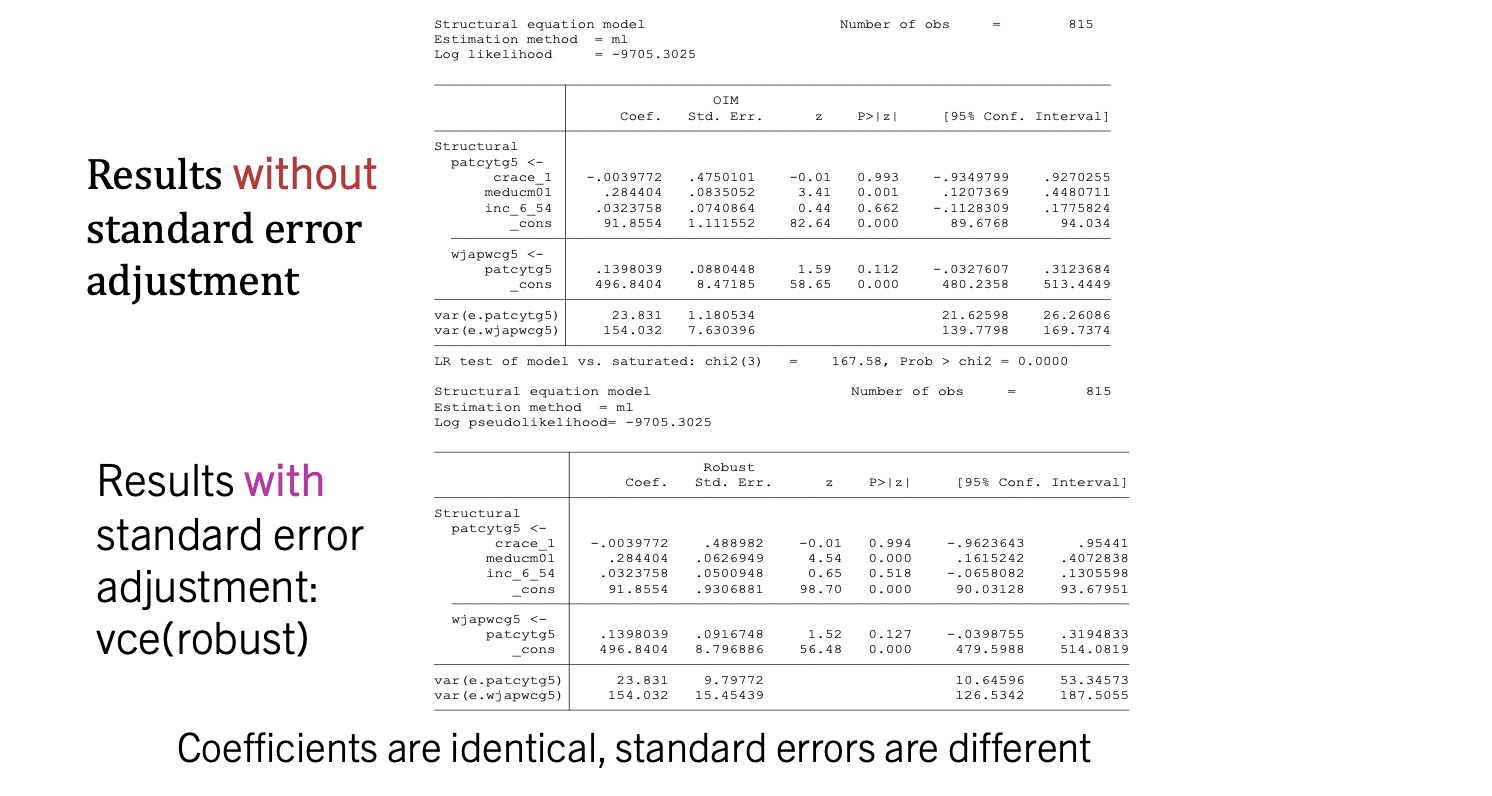 Structural equation model Number of obs = 815
Estimation method = ml
Log likelihood = -9705.3025
OIM
Coef. Std. Err. z P>|z| [95% Conf. Interval]
Structural
patcytg5 <-
crace_1 -.0039772 .4750101 -0.01 0.993 -.9349799 .9270255
meducm01 .284404 .0835052 3.41 0.001 .1207369 .4480711
inc_6_54 .0323758 .0740864 0.44 0.662 -.1128309 .1775824
_cons 91.8554 1.111552 82.64 0.000 89.6768 94.034
wjapwcg5 <-
patcytg5 .1398039 .0880448 1.59 0.112 -.0327607 .3123684
_cons 496.8404 8.47185 58.65 0.000 480.2358 513.4449
var(e.patcytg5) 23.831 1.180534 21.62598 26.26086
var(e.wjapwcg5) 154.032 7.630396 139.7798 169.7374
LR test of model vs. saturated: chi2(3) = 167.58, Prob > chi2 = 0.0000
Results without
standard error
adjustment
Structural equation model Number of obs = 815
Estimation method = ml
Log pseudolikelihood= -9705.3025
Robust
Coef. Std. Err. z P>|z| [95% Conf. Interval]
Structural
patcytg5 <-
crace_1 -.0039772 .488982 -0.01 0.994 -.9623643 .95441
meducm01 .284404 .0626949 4.54 0.000 .1615242 .4072838
inc_6_54 .0323758 .0500948 0.65 0.518 -.0658082 .1305598
_cons 91.8554 .9306881 98.70 0.000 90.03128 93.67951
wjapwcg5 <-
patcytg5 .1398039 .0916748 1.52 0.127 -.0398755 .3194833
_cons 496.8404 8.796886 56.48 0.000 479.5988 514.0819
var(e.patcytg5) 23.831 9.79772 10.64596 53.34573
var(e.wjapwcg5) 154.032 15.45439 126.5342 187.5055
Results with
standard error
adjustment:
vce(robust)
Coefficients are identical, standard errors are different